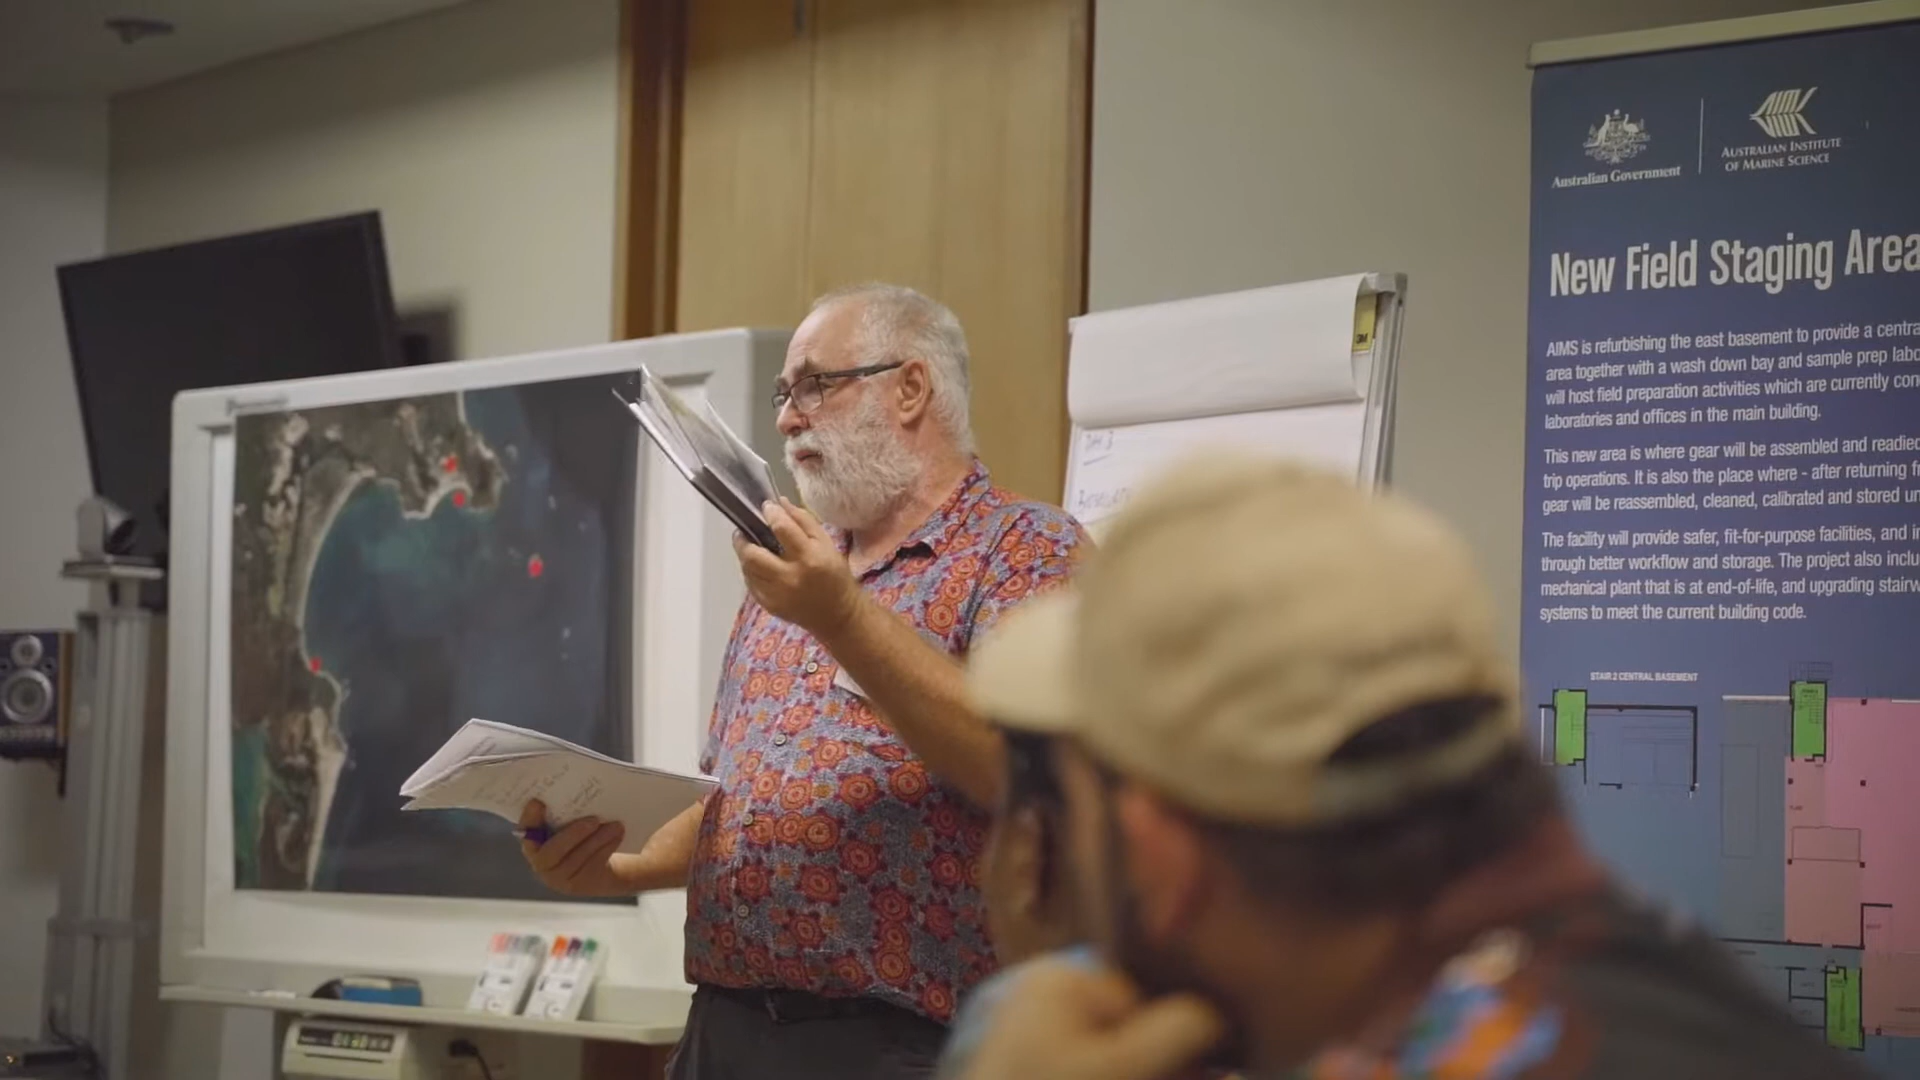 AIMS
Australian Government
AUSTRALIAN INSTITUTE
OF MARINE SCIENCE
New Field Staging Area
AIMS is refurbishing the east basement to provide a
area together with a wash down bay and sample prep
will host field preparation activities which are currently
laboratories and offices in the main building.
This new area is where gear will be assembled and readied
trip operations. It is also the place where - after returning
gear will be reassembled, cleaned, calibrated and stored
The facility will provide safer, fit-for-purpose facilities, and
through better workflow and storage. The project also
mechanical plant that is at end-of-life, and upgrading
systems to meet the current building code.
STAIR 2 CENTRAL BASEMENT
3M
DAY 3